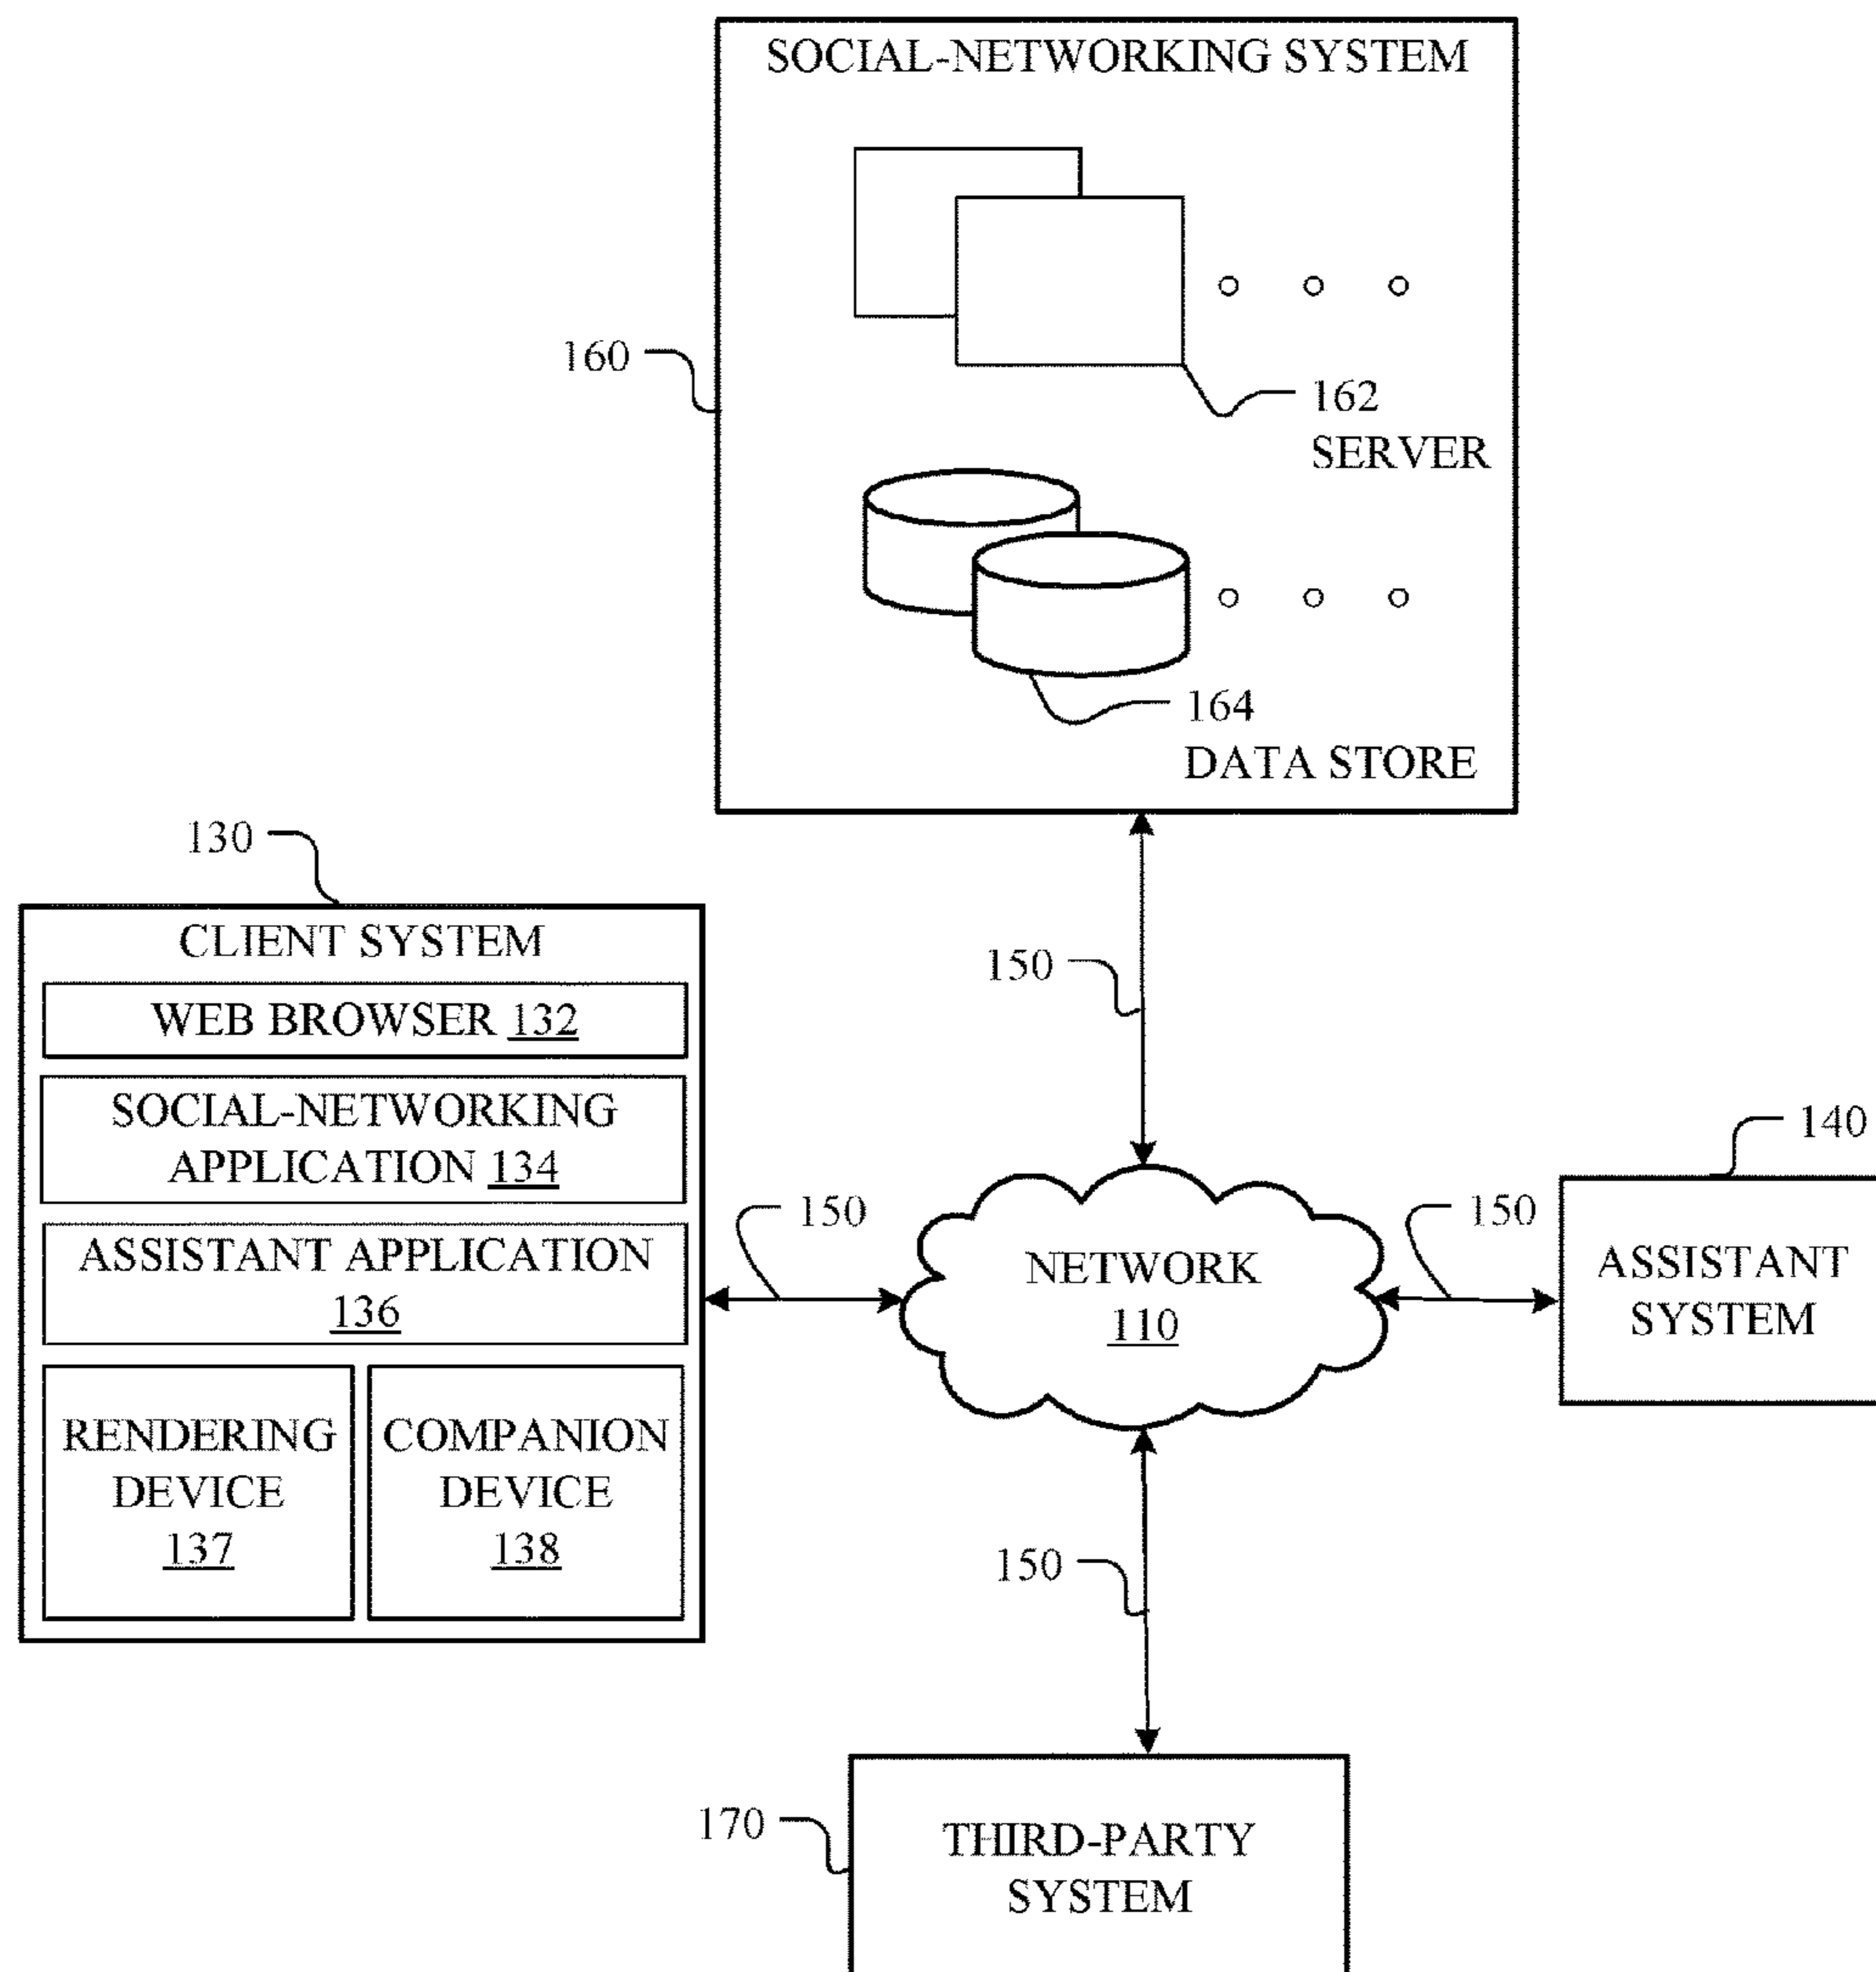 SOCIAL-NETWORKING SYSTEM
160
162
SERVER
164
DATA STORE
130
CLIENT SYSTEM
WEB BROWSER 132
SOCIAL-NETWORKING
APPLICATION 134
ASSISTANT APPLICATION
136
RENDERING
DEVICE
137
COMPANION
DEVICE
138
150
150
NETWORK
110
150
140
ASSISTANT
SYSTEM
150
170
THIRD-PARTY
SYSTEM